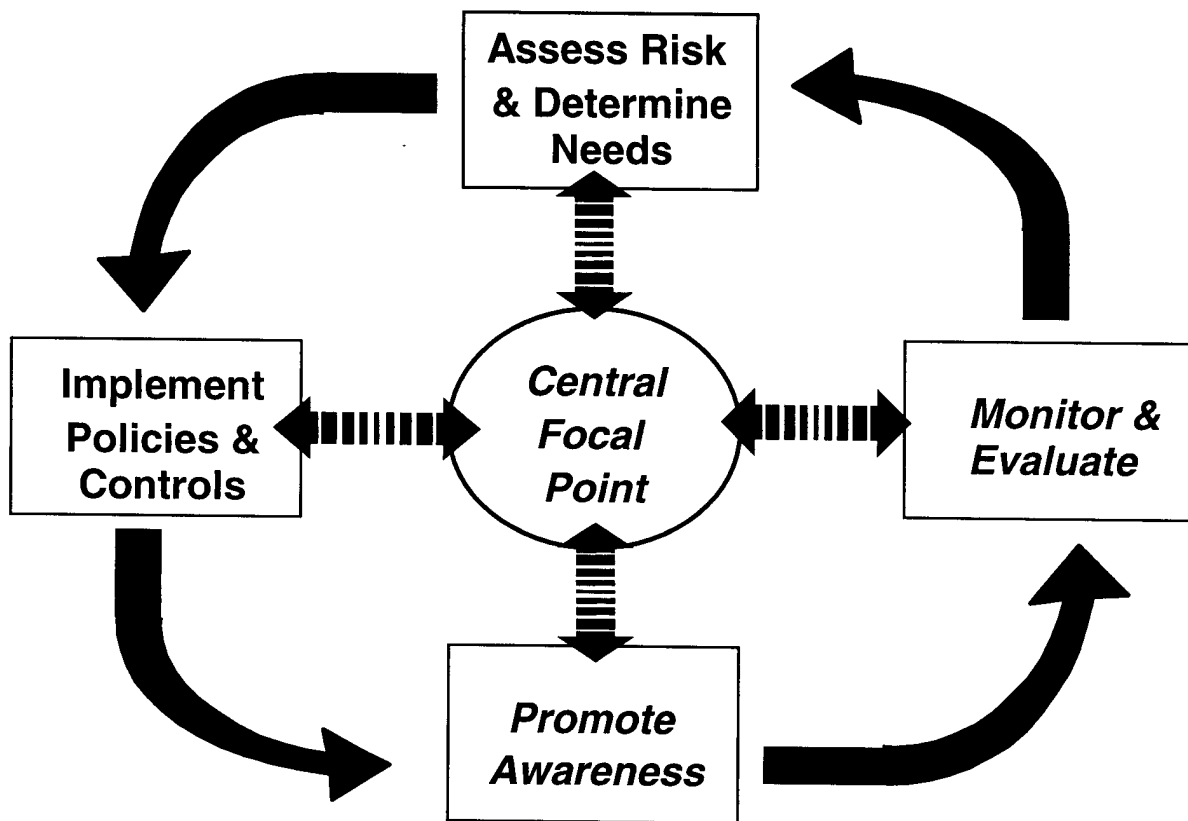 Assess Risk
& Determine
Needs
Implement
Policies &
Controls
Central
Focal
Point
Monitor &
Evaluate
Promote
Awareness